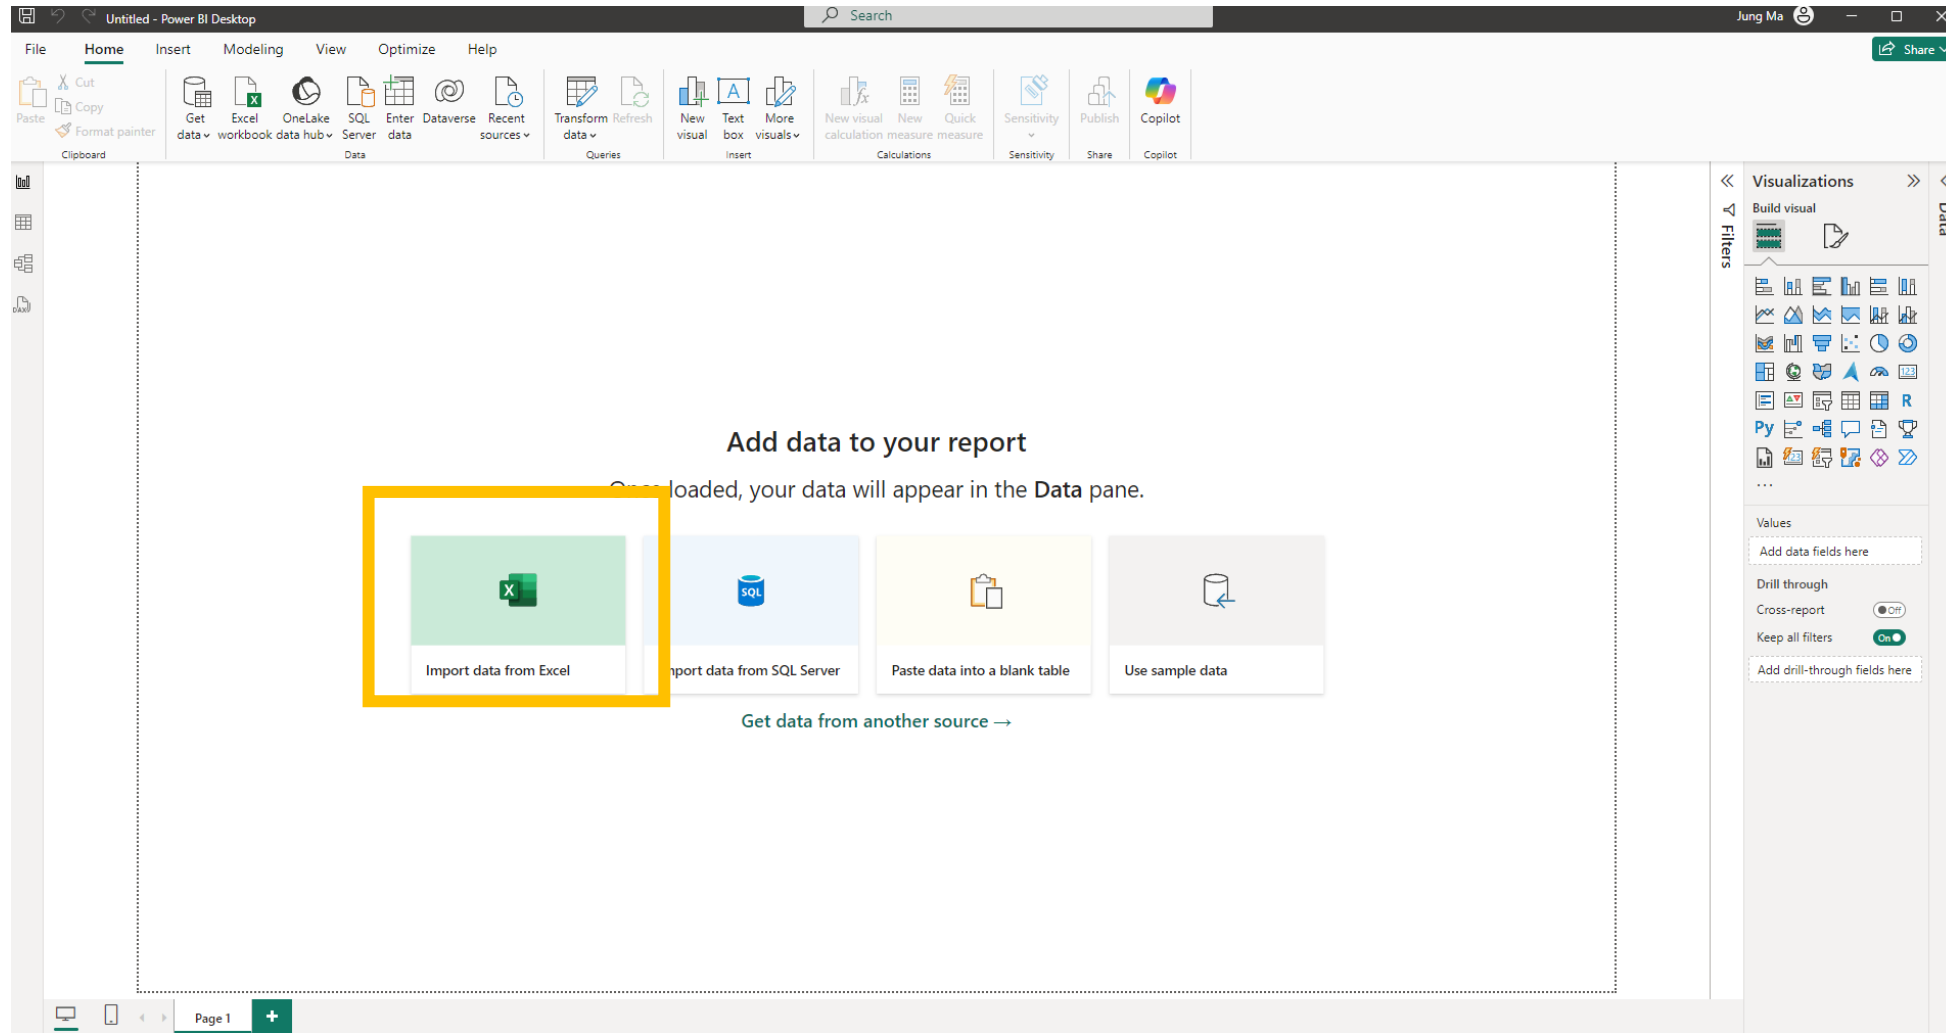 Untitled - Power BI Desktop
Search
Jung Ma
File Home Insert Modeling View Optimize Help
Share
Paste
Cut
Copy
Format painter
Clipboard
Get data
Excel workbook
OneLake data hub
SQL Server
Enter data
Dataverse
Recent sources
Data
Transform data
Refresh
Queries
New visual
Text box
More visuals
Insert
New visual calculation
New measure
Quick measure
Calculations
Sensitivity
Sensitivity
Publish
Share
Copilot
Copilot
Filters
Visualizations
Data
Build visual
123
R
Py
Values
Add data fields here
Drill through
Cross-report
Off
Keep all filters
On
Add drill-through fields here
Add data to your report
loaded, your data will appear in the Data pane.
X
SQL
Import data from Excel
port data from SQL Server
Paste data into a blank table
Use sample data
Get data from another source →
Page 1
+